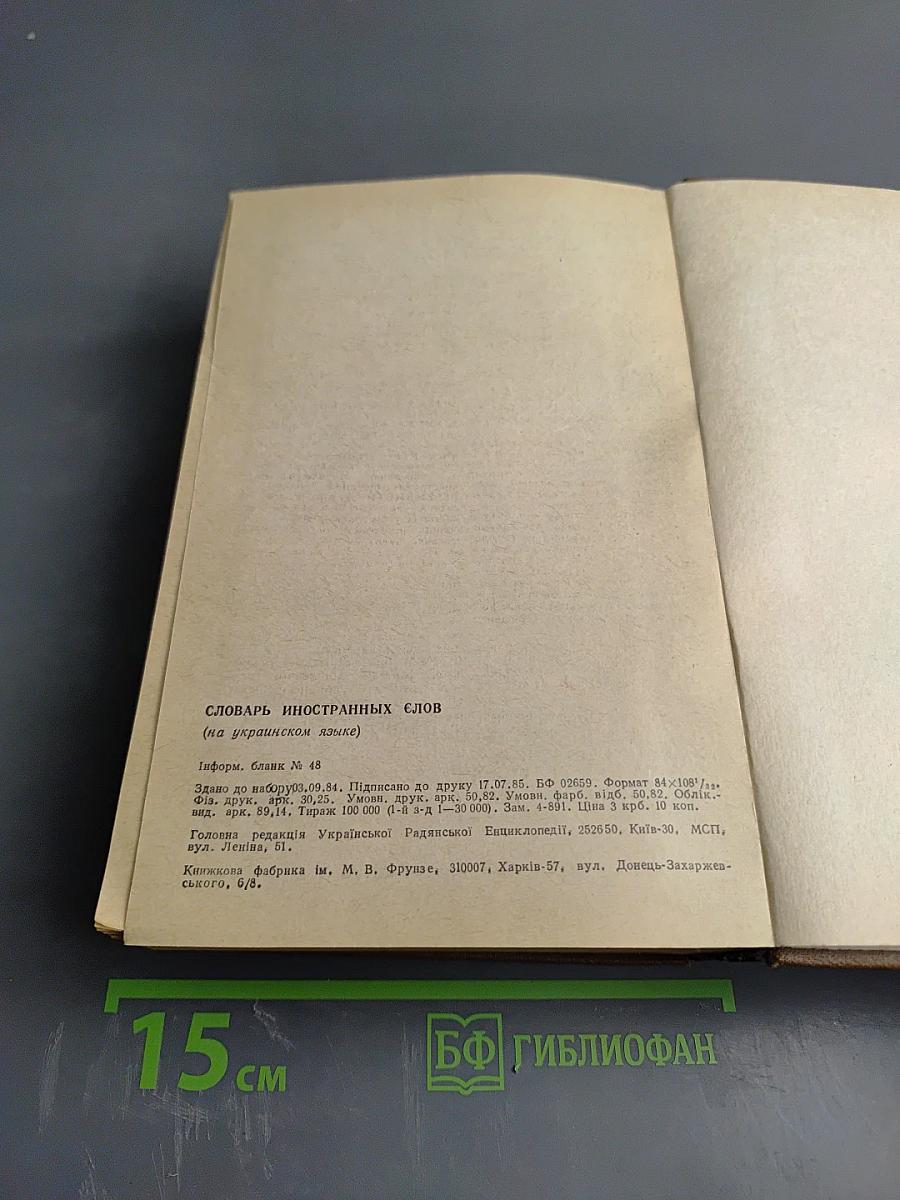 СЛОВАРЬ ИНОСТРАННЫХ ЄЛОВ
(на украинском языке)
Інформ. бланк № 48
Здано до набору03.09.84. Підписано до друку 17.07.85. БФ 02659. Формат 84×108¹/₃₂.
Фіз. друк. арк. 30,25. Умовн. друк. арк. 50,82. Умовн. фарб. відб. 50,82. Облік.-
вид. арк. 89,14. Тираж 100 000 (1-й з-д 1—30 000). Зам. 4-891. Ціна 3 крб. 10 коп.
Головна редакція Української Радянської Енциклопедії, 252650, Київ-30, МСП,
вул. Леніна, 51.
Книжкова фабрика ім. М. В. Фрунзе, 310007, Харків-57, вул. Донець-Захаржев-
ського, 6/8.
15 см
БФ ГИБЛИОФАН